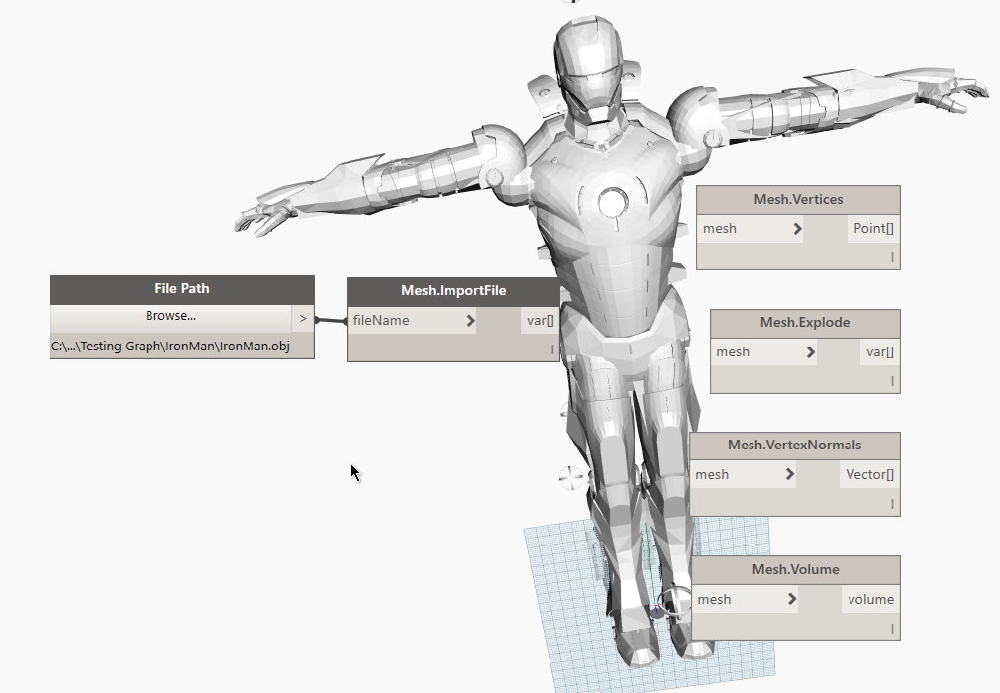 Mesh.Vertices
mesh > Point[]
|
File Path
Browse... >
C:\...\Testing Graph\IronMan\IronMan.obj
Mesh.ImportFile
fileName > var[]
|
Mesh.Explode
mesh > var[]
|
Mesh.VertexNormals
mesh > Vector[]
|
Mesh.Volume
mesh > volume
|